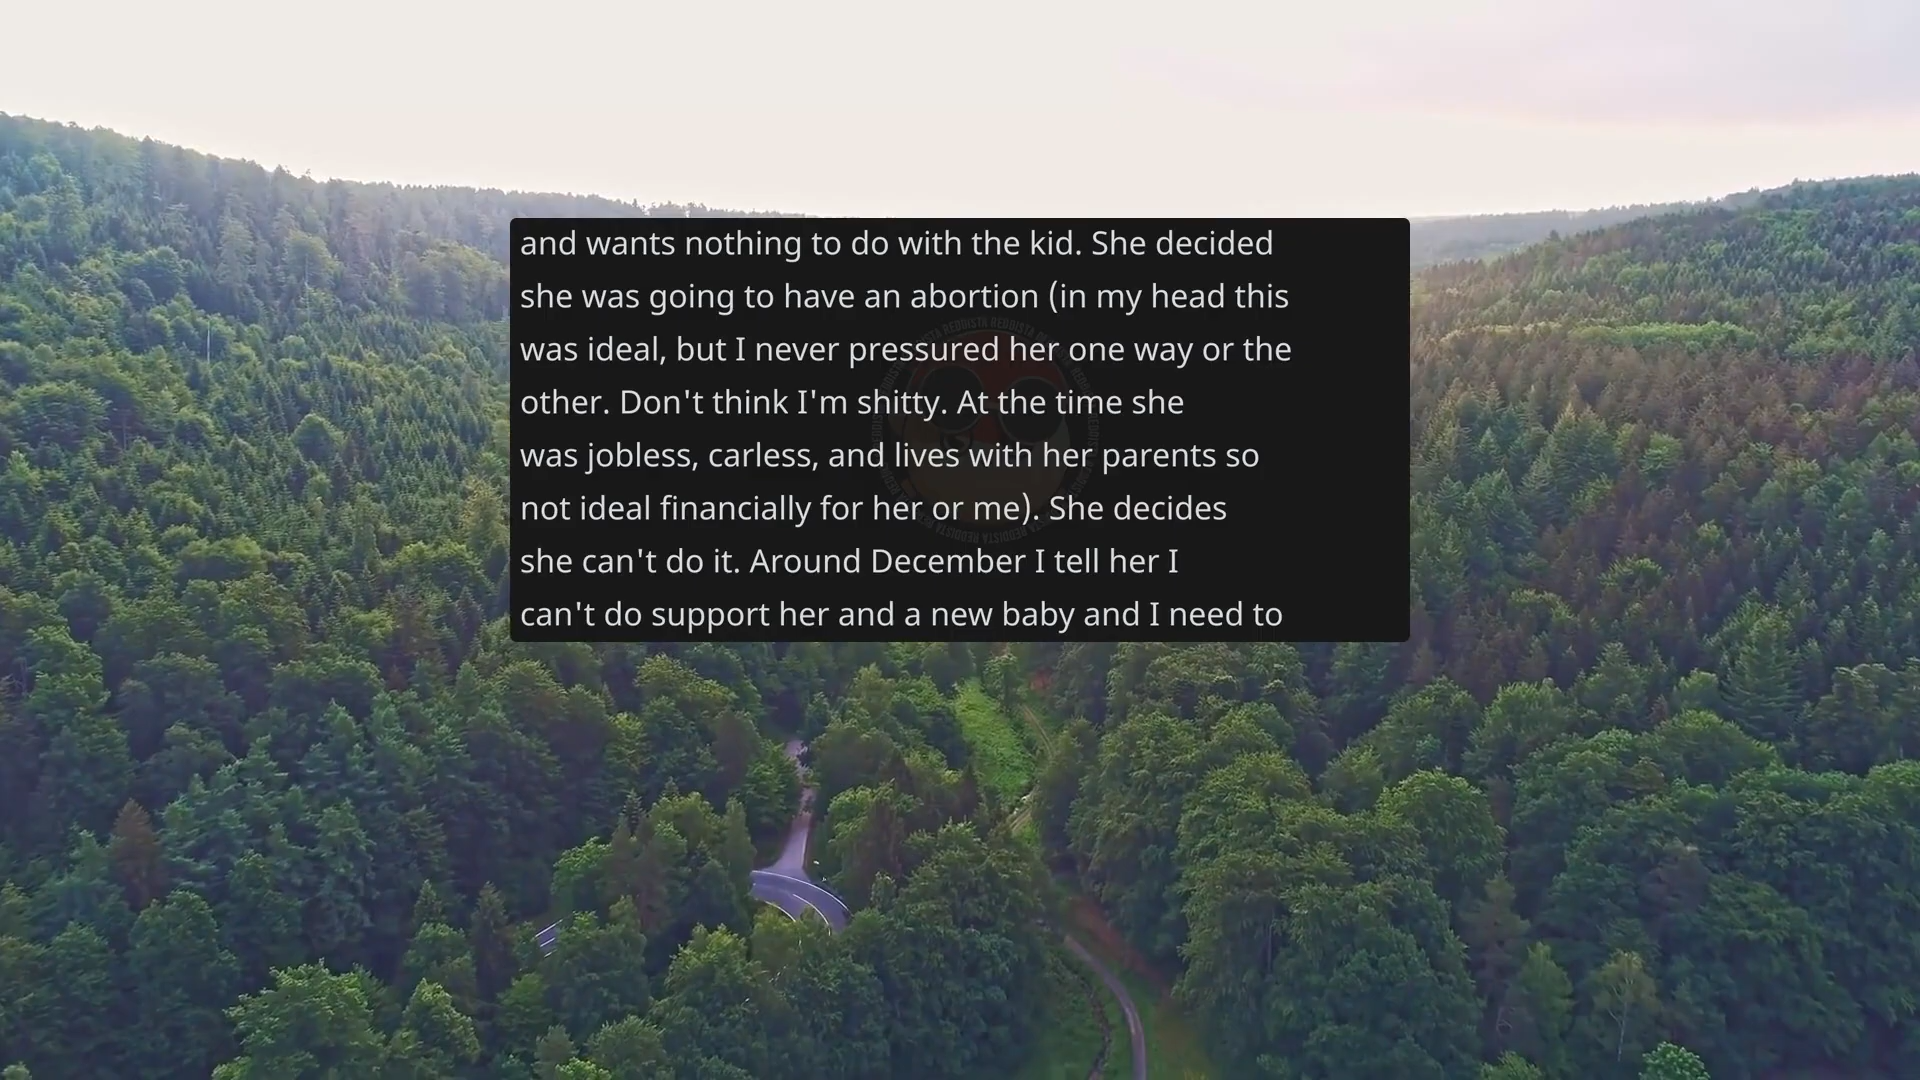 and wants nothing to do with the kid. She decided
she was going to have an abortion (in my head this
was ideal, but I never pressured her one way or the
other. Don't think I'm shitty. At the time she
was jobless, carless, and lives with her parents so
not ideal financially for her or me). She decides
she can't do it. Around December I tell her I
can't do support her and a new baby and I need to